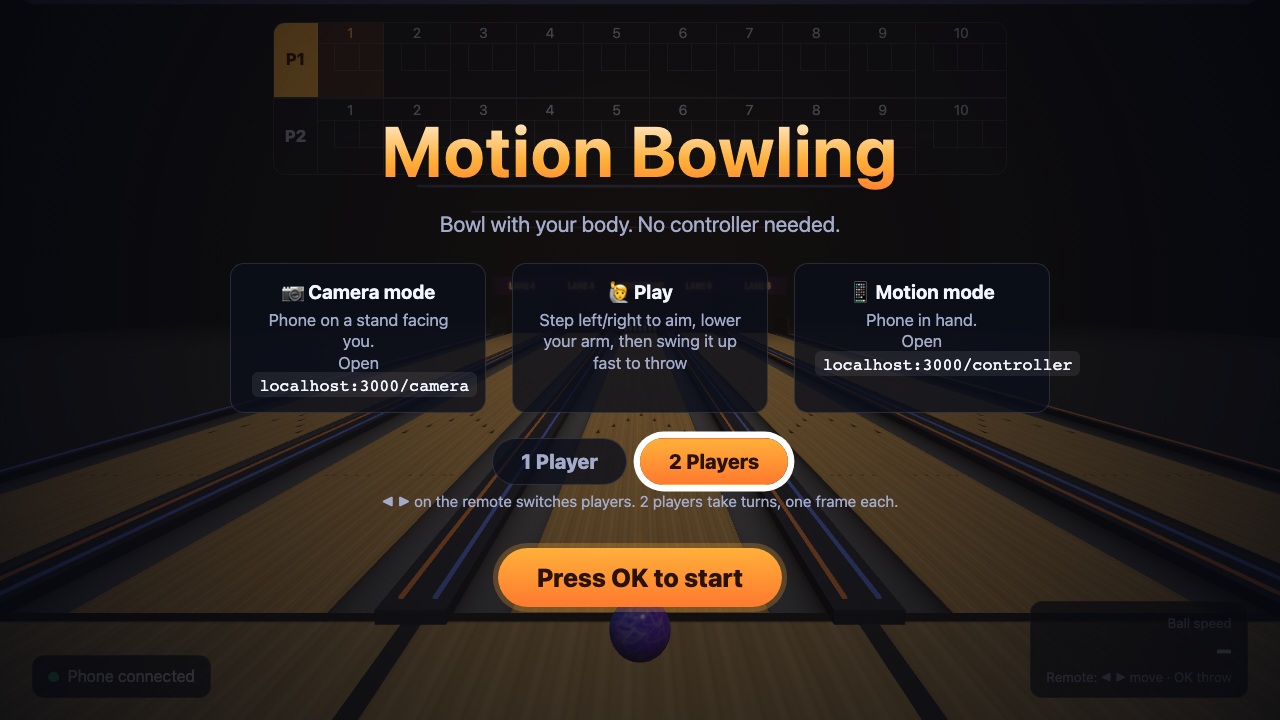 P1
1 2 3 4 5 6 7 8 9 10
P2
1 2 3 4 5 6 7 8 9 10
Motion Bowling
Bowl with your body. No controller needed.
Camera mode
Phone on a stand facing
you.
Open
localhost:3000/camera
Play
Step left/right to aim, lower
your arm, then swing it up
fast to throw
Motion mode
Phone in hand.
Open
localhost:3000/controller
1 Player
2 Players
◀ ▶ on the remote switches players. 2 players take turns, one frame each.
Press OK to start
Phone connected
Ball speed
–
Remote: ◀ ▶ move · OK throw